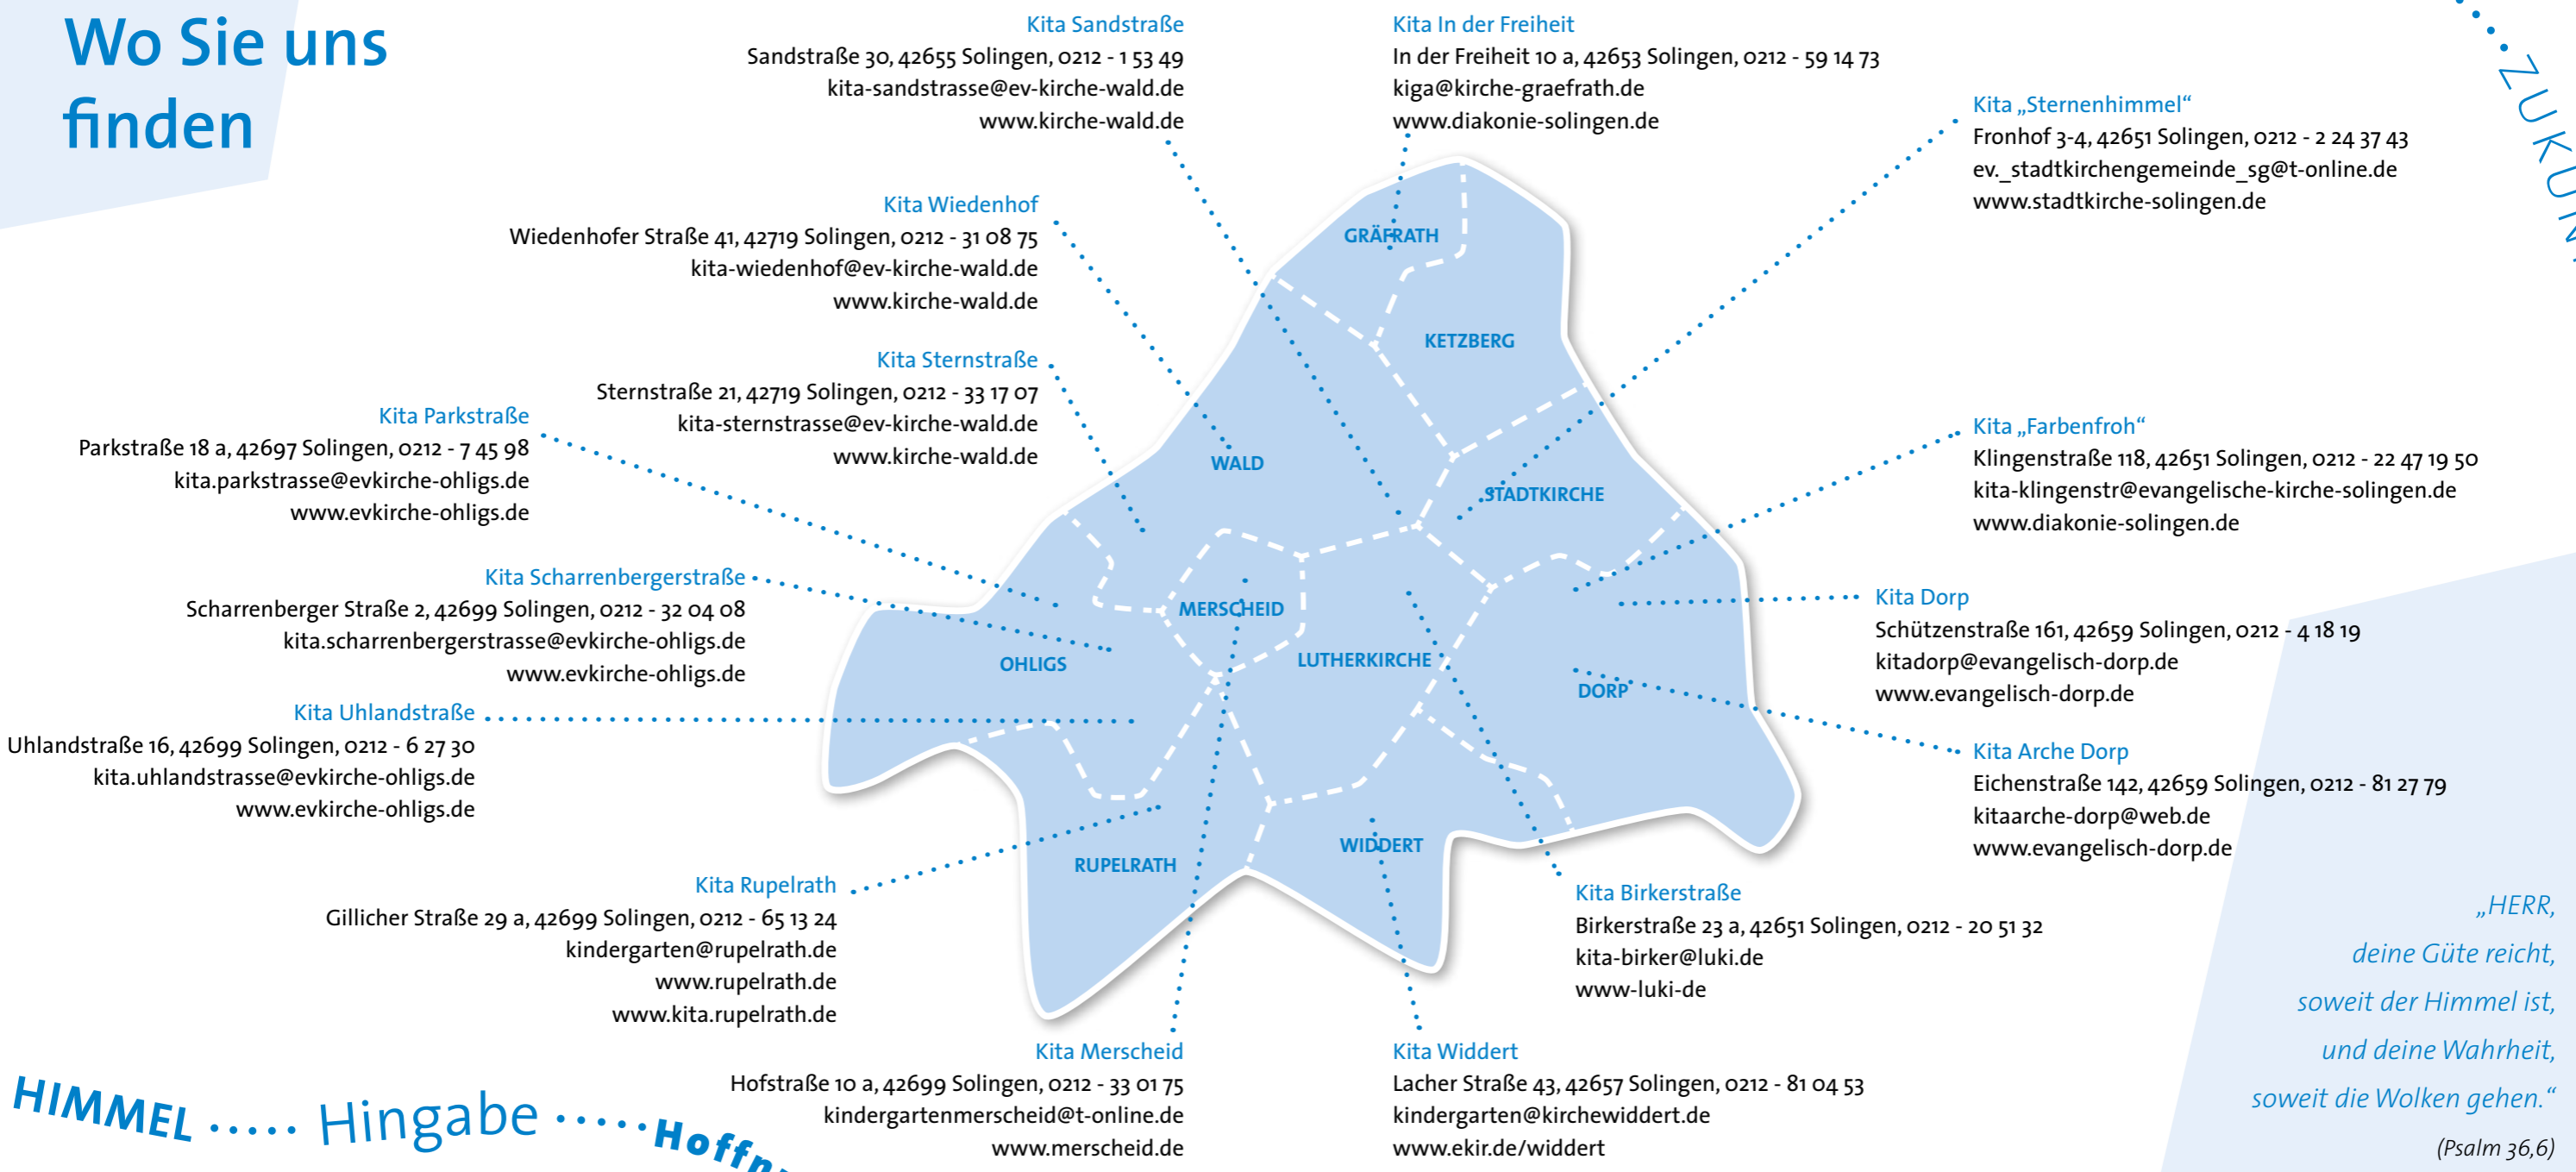 Wo Sie uns
finden
Kita Sandstraße
Sandstraße 30, 42655 Solingen, 0212 - 1 53 49
kita-sandstrasse@ev-kirche-wald.de
www.kirche-wald.de
Kita In der Freiheit
In der Freiheit 10 a, 42653 Solingen, 0212 - 59 14 73
kiga@kirche-graefrath.de
www.diakonie-solingen.de
Kita „Sternenhimmel“
Fronhof 3-4, 42651 Solingen, 0212 - 2 24 37 43
ev._stadtkirchengemeinde_sg@t-online.de
www.stadtkirche-solingen.de
Kita Wiedenhof
Wiedenhofer Straße 41, 42719 Solingen, 0212 - 31 08 75
kita-wiedenhof@ev-kirche-wald.de
www.kirche-wald.de
Kita Sternstraße
Sternstraße 21, 42719 Solingen, 0212 - 33 17 07
kita-sternstrasse@ev-kirche-wald.de
www.kirche-wald.de
Kita Parkstraße
Parkstraße 18 a, 42697 Solingen, 0212 - 7 45 98
kita.parkstrasse@evkirche-ohligs.de
www.evkirche-ohligs.de
Kita Scharrenbergerstraße
Scharrenberger Straße 2, 42699 Solingen, 0212 - 32 04 08
kita.scharrenbergerstrasse@evkirche-ohligs.de
www.evkirche-ohligs.de
Kita Uhlandstraße
Uhlandstraße 16, 42699 Solingen, 0212 - 6 27 30
kita.uhlandstrasse@evkirche-ohligs.de
www.evkirche-ohligs.de
Kita Rupelrath
Gillicher Straße 29 a, 42699 Solingen, 0212 - 65 13 24
kindergarten@rupelrath.de
www.rupelrath.de
www.kita.rupelrath.de
GRÄFRATH
KETZBERG
WALD
STADTKIRCHE
MERSCHEID
OHLIGS
LUTHERKIRCHE
DORP
WIDDERT
RUPELRATH
Kita „Farbenfroh“
Klingenstraße 118, 42651 Solingen, 0212 - 22 47 19 50
kita-klingenstr@evangelische-kirche-solingen.de
www.diakonie-solingen.de
Kita Dorp
Schützenstraße 161, 42659 Solingen, 0212 - 4 18 19
kitadorp@evangelisch-dorp.de
www.evangelisch-dorp.de
Kita Arche Dorp
Eichenstraße 142, 42659 Solingen, 0212 - 81 27 79
kitaarche-dorp@web.de
www.evangelisch-dorp.de
Kita Birkerstraße
Birkerstraße 23 a, 42651 Solingen, 0212 - 20 51 32
kita-birker@luki.de
www-luki-de
Kita Merscheid
Hofstraße 10 a, 42699 Solingen, 0212 - 33 01 75
kindergartenmerscheid@t-online.de
www.merscheid.de
Kita Widdert
Lacher Straße 43, 42657 Solingen, 0212 - 81 04 53
kindergarten@kirchewiddert.de
www.ekir.de/widdert
„HERR,
deine Güte reicht,
soweit der Himmel ist,
und deine Wahrheit,
soweit die Wolken gehen.“
(Psalm 36,6)
HIMMEL ..... Hingabe ..... Hoffn